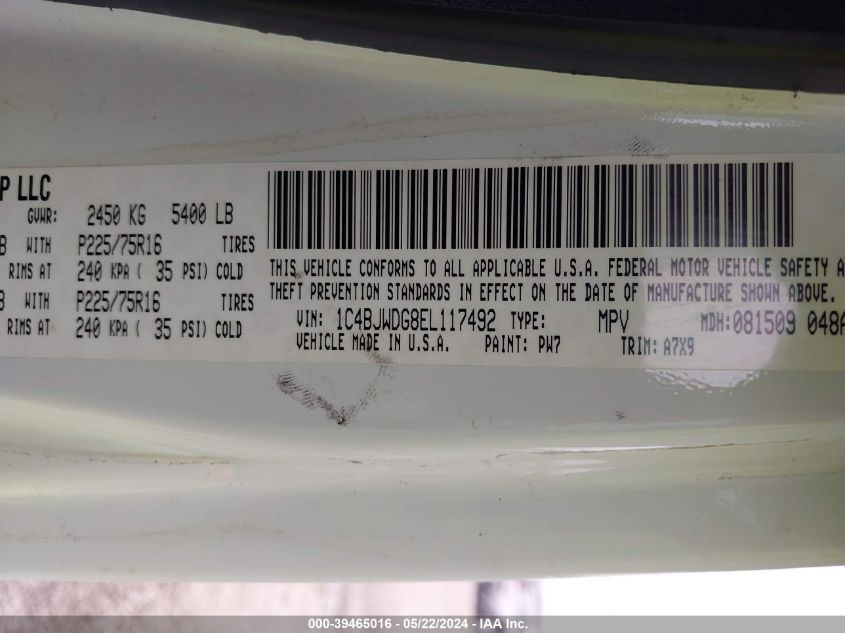 P LLC
GVWR: 2450 KG 5400 LB
B WITH P225/75R16 TIRES
RIMS AT 240 KPA ( 35 PSI) COLD
B WITH P225/75R16 TIRES
RIMS AT 240 KPA ( 35 PSI) COLD
THIS VEHICLE CONFORMS TO ALL APPLICABLE U.S.A. FEDERAL MOTOR VEHICLE SAFETY A
THEFT PREVENTION STANDARDS IN EFFECT ON THE DATE OF MANUFACTURE SHOWN ABOVE.
VIN: 1C4BJWDG8EL117492 TYPE: MPV MDH: 081509 048A
VEHICLE MADE IN U.S.A. PAINT: PW7 TRIM: A7X9
000-39465016 - 05/22/2024 - IAA Inc.